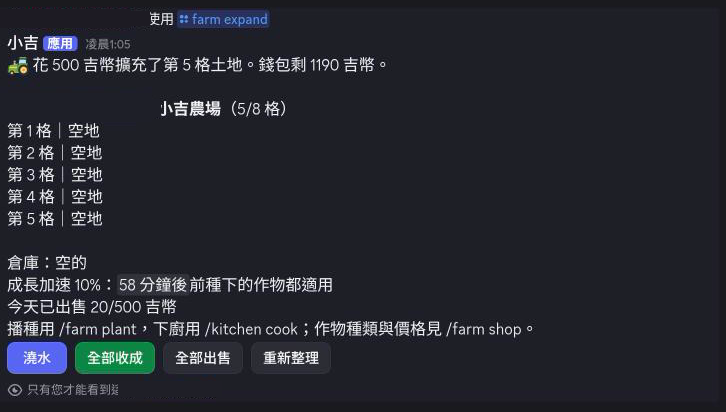 使用 farm expand
小吉 應用 凌晨1:05
🚜 花 500 吉幣擴充了第 5 格土地。錢包剩 1190 吉幣。
小吉農場（5/8 格）
第 1 格｜空地
第 2 格｜空地
第 3 格｜空地
第 4 格｜空地
第 5 格｜空地
倉庫：空的
成長加速 10%：58 分鐘後前種下的作物都適用
今天已出售 20/500 吉幣
播種用 /farm plant，下廚用 /kitchen cook；作物種類與價格見 /farm shop。
澆水 全部收成 全部出售 重新整理
只有您才能看到